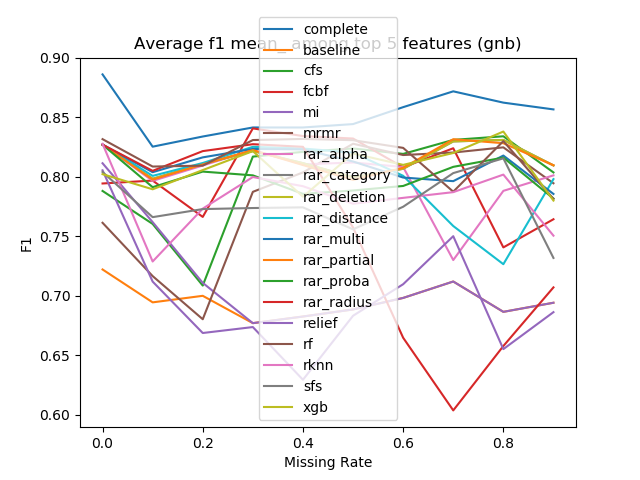 Average f1 mean_ among top 5 features (gnb)
complete
baseline
cfs
fcbf
mi
mrmr
rar_alpha
rar_category
rar_deletion
rar_distance
rar_multi
rar_partial
rar_proba
rar_radius
relief
rf
rknn
sfs
xgb
F1
0.90
0.85
0.80
0.75
0.70
0.65
0.60
0.0
0.2
0.4
0.6
0.8
Missing Rate